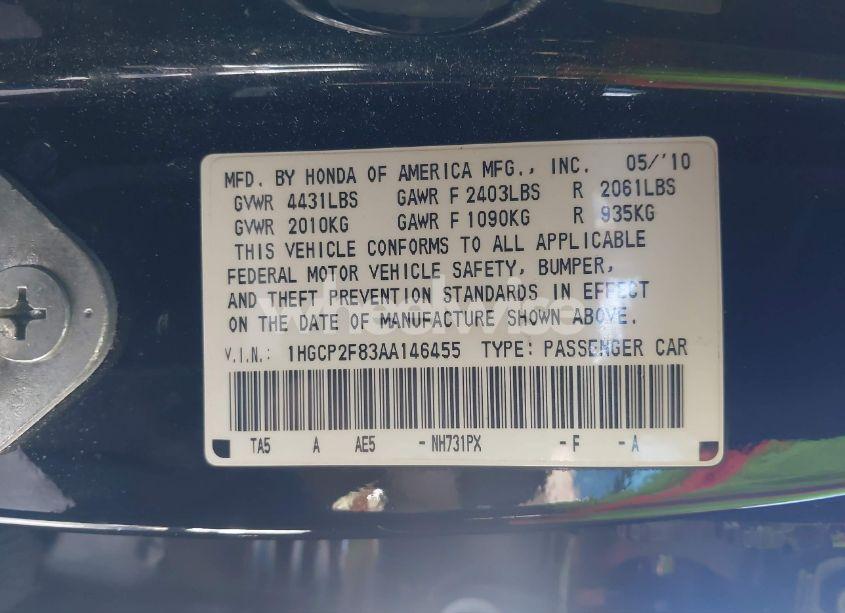 MFD. BY HONDA OF AMERICA MFG., INC. 05/'10
GVWR 4431LBS GAWR F 2403LBS R 2061LBS
GVWR 2010KG GAWR F 1090KG R 935KG
THIS VEHICLE CONFORMS TO ALL APPLICABLE
FEDERAL MOTOR VEHICLE SAFETY, BUMPER,
AND THEFT PREVENTION STANDARDS IN EFFECT
ON THE DATE OF MANUFACTURE SHOWN ABOVE.
wheelwise
V.I.N.: 1HGCP2F83AA146455 TYPE: PASSENGER CAR
TA5 A AE5 -NH731PX -F -A